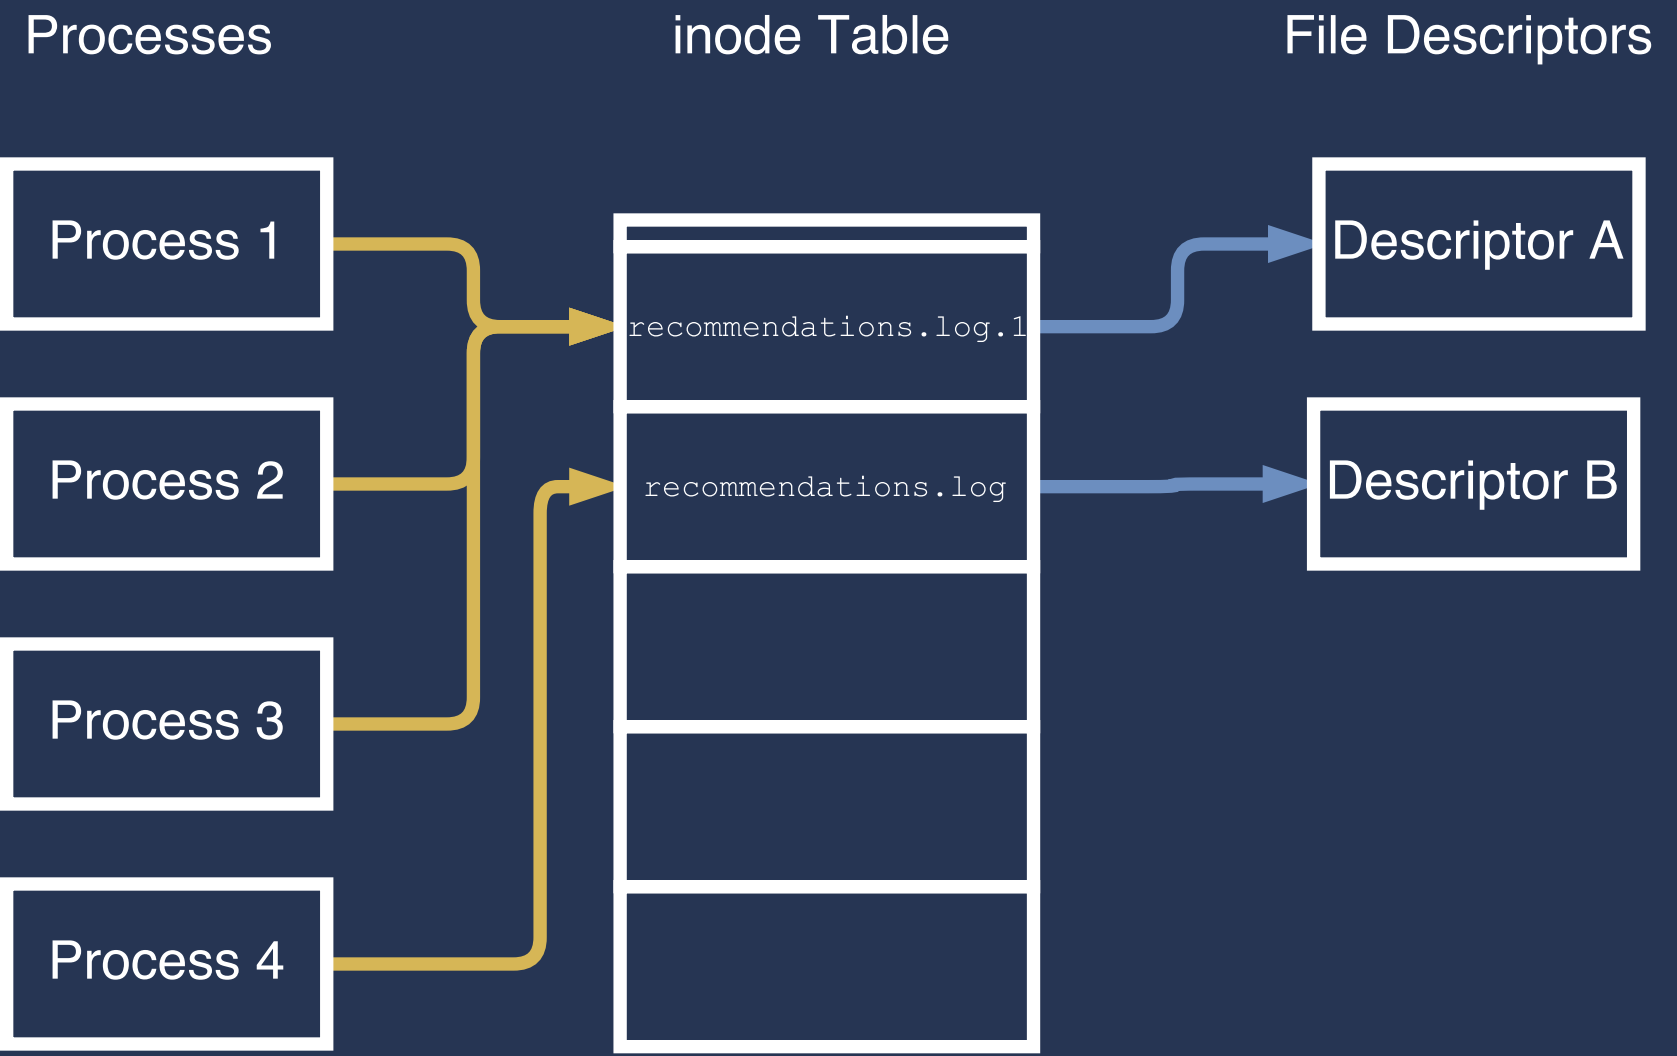 Processes
inode Table
File Descriptors
Process 1
Process 2
Process 3
Process 4
recommendations.log.1
recommendations.log
Descriptor A
Descriptor B